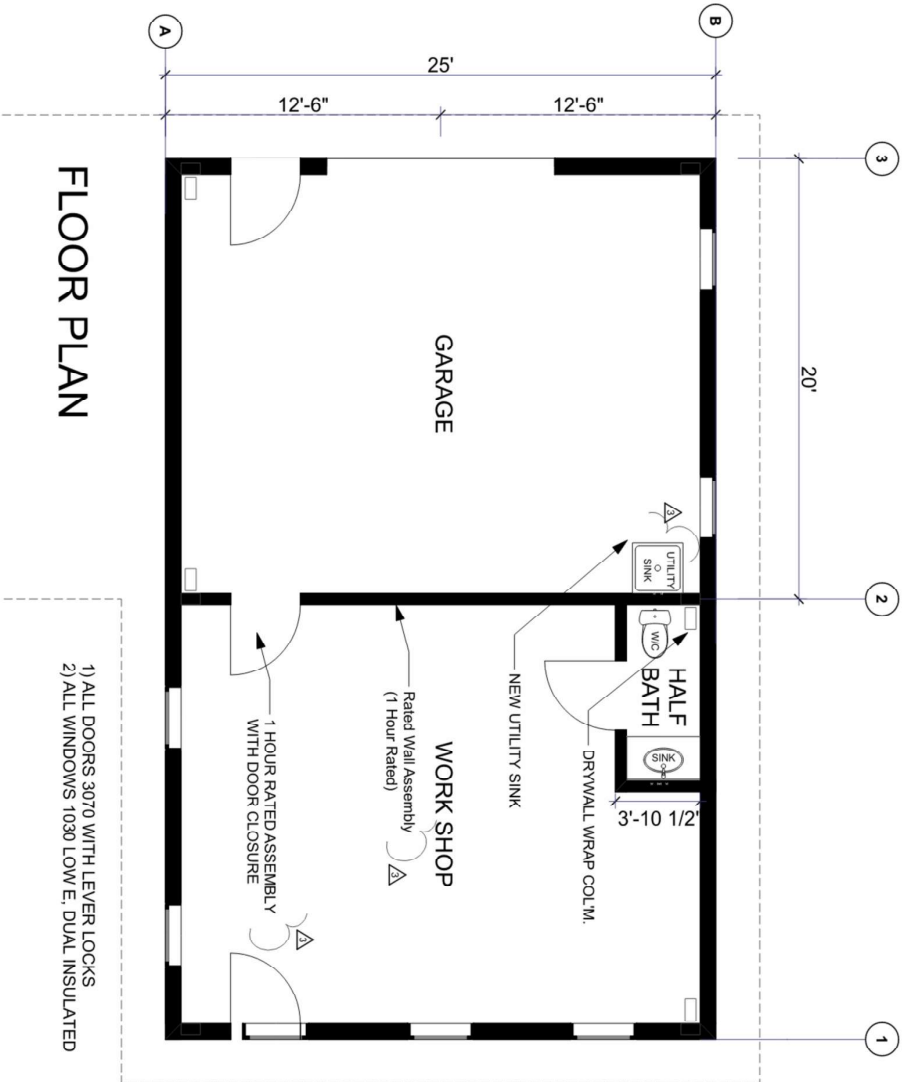 A
B
25'
12'-6"
12'-6"
3
20'
2
1
FLOOR PLAN
GARAGE
3
UTILITY
SINK
W/C
HALF
BATH
SINK
3'-10 1/2"
NEW UTILITY SINK
DRYWALL WRAP COL'M.
WORK SHOP
Rated Wall Assembly
(1 Hour Rated)
3
1 HOUR RATED ASSEMBLY
WITH DOOR CLOSURE
3
1) ALL DOORS 3070 WITH LEVER LOCKS
2) ALL WINDOWS 1030 LOW E, DUAL INSULATED